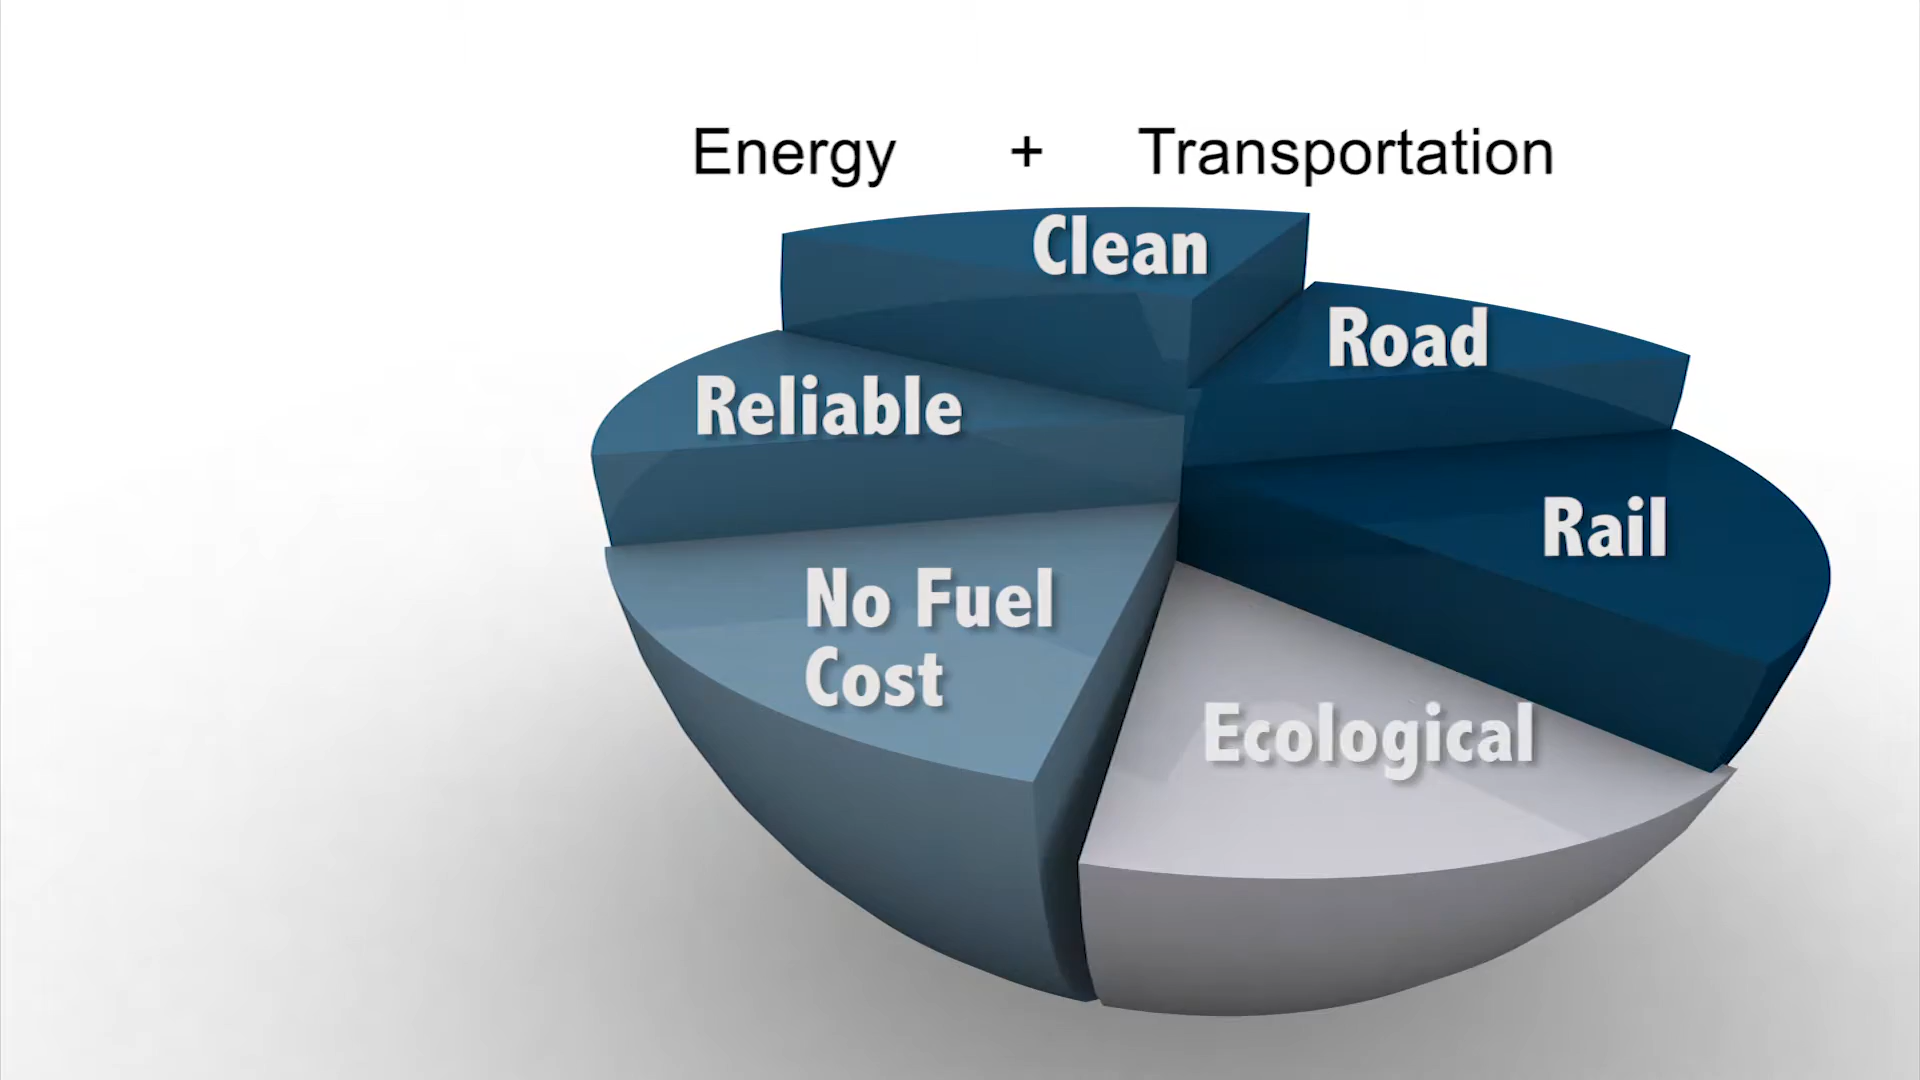 Energy + Transportation
Clean
Road
Reliable
Rail
No Fuel
Cost
Ecological